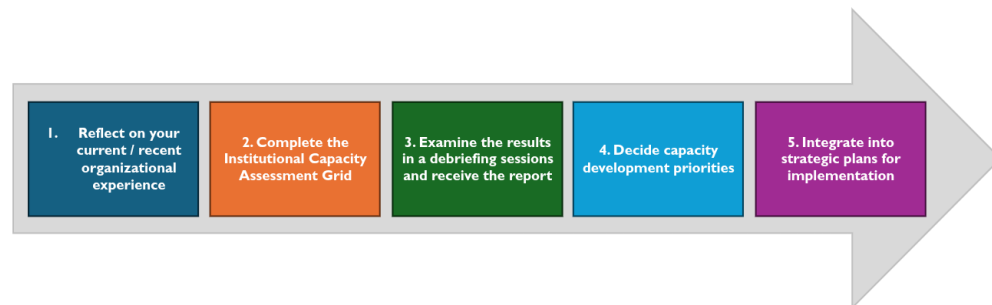 1. Reflect on your
current / recent
organizational
experience
2. Complete the
Institutional Capacity
Assessment Grid
3. Examine the results
in a debriefing sessions
and receive the report
4. Decide capacity
development priorities
5. Integrate into
strategic plans for
implementation